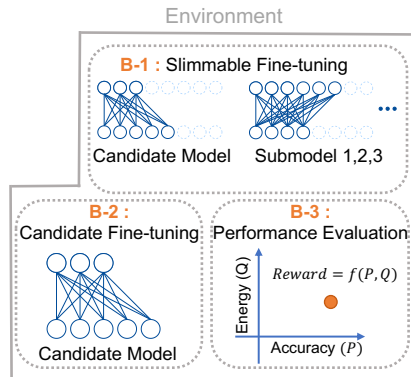 Environment
B-1 : Slimmable Fine-tuning
Candidate Model
Submodel 1,2,3
...
B-2 :
Candidate Fine-tuning
Candidate Model
B-3 :
Performance Evaluation
Energy (Q)
Reward = f(P, Q)
Accuracy (P)